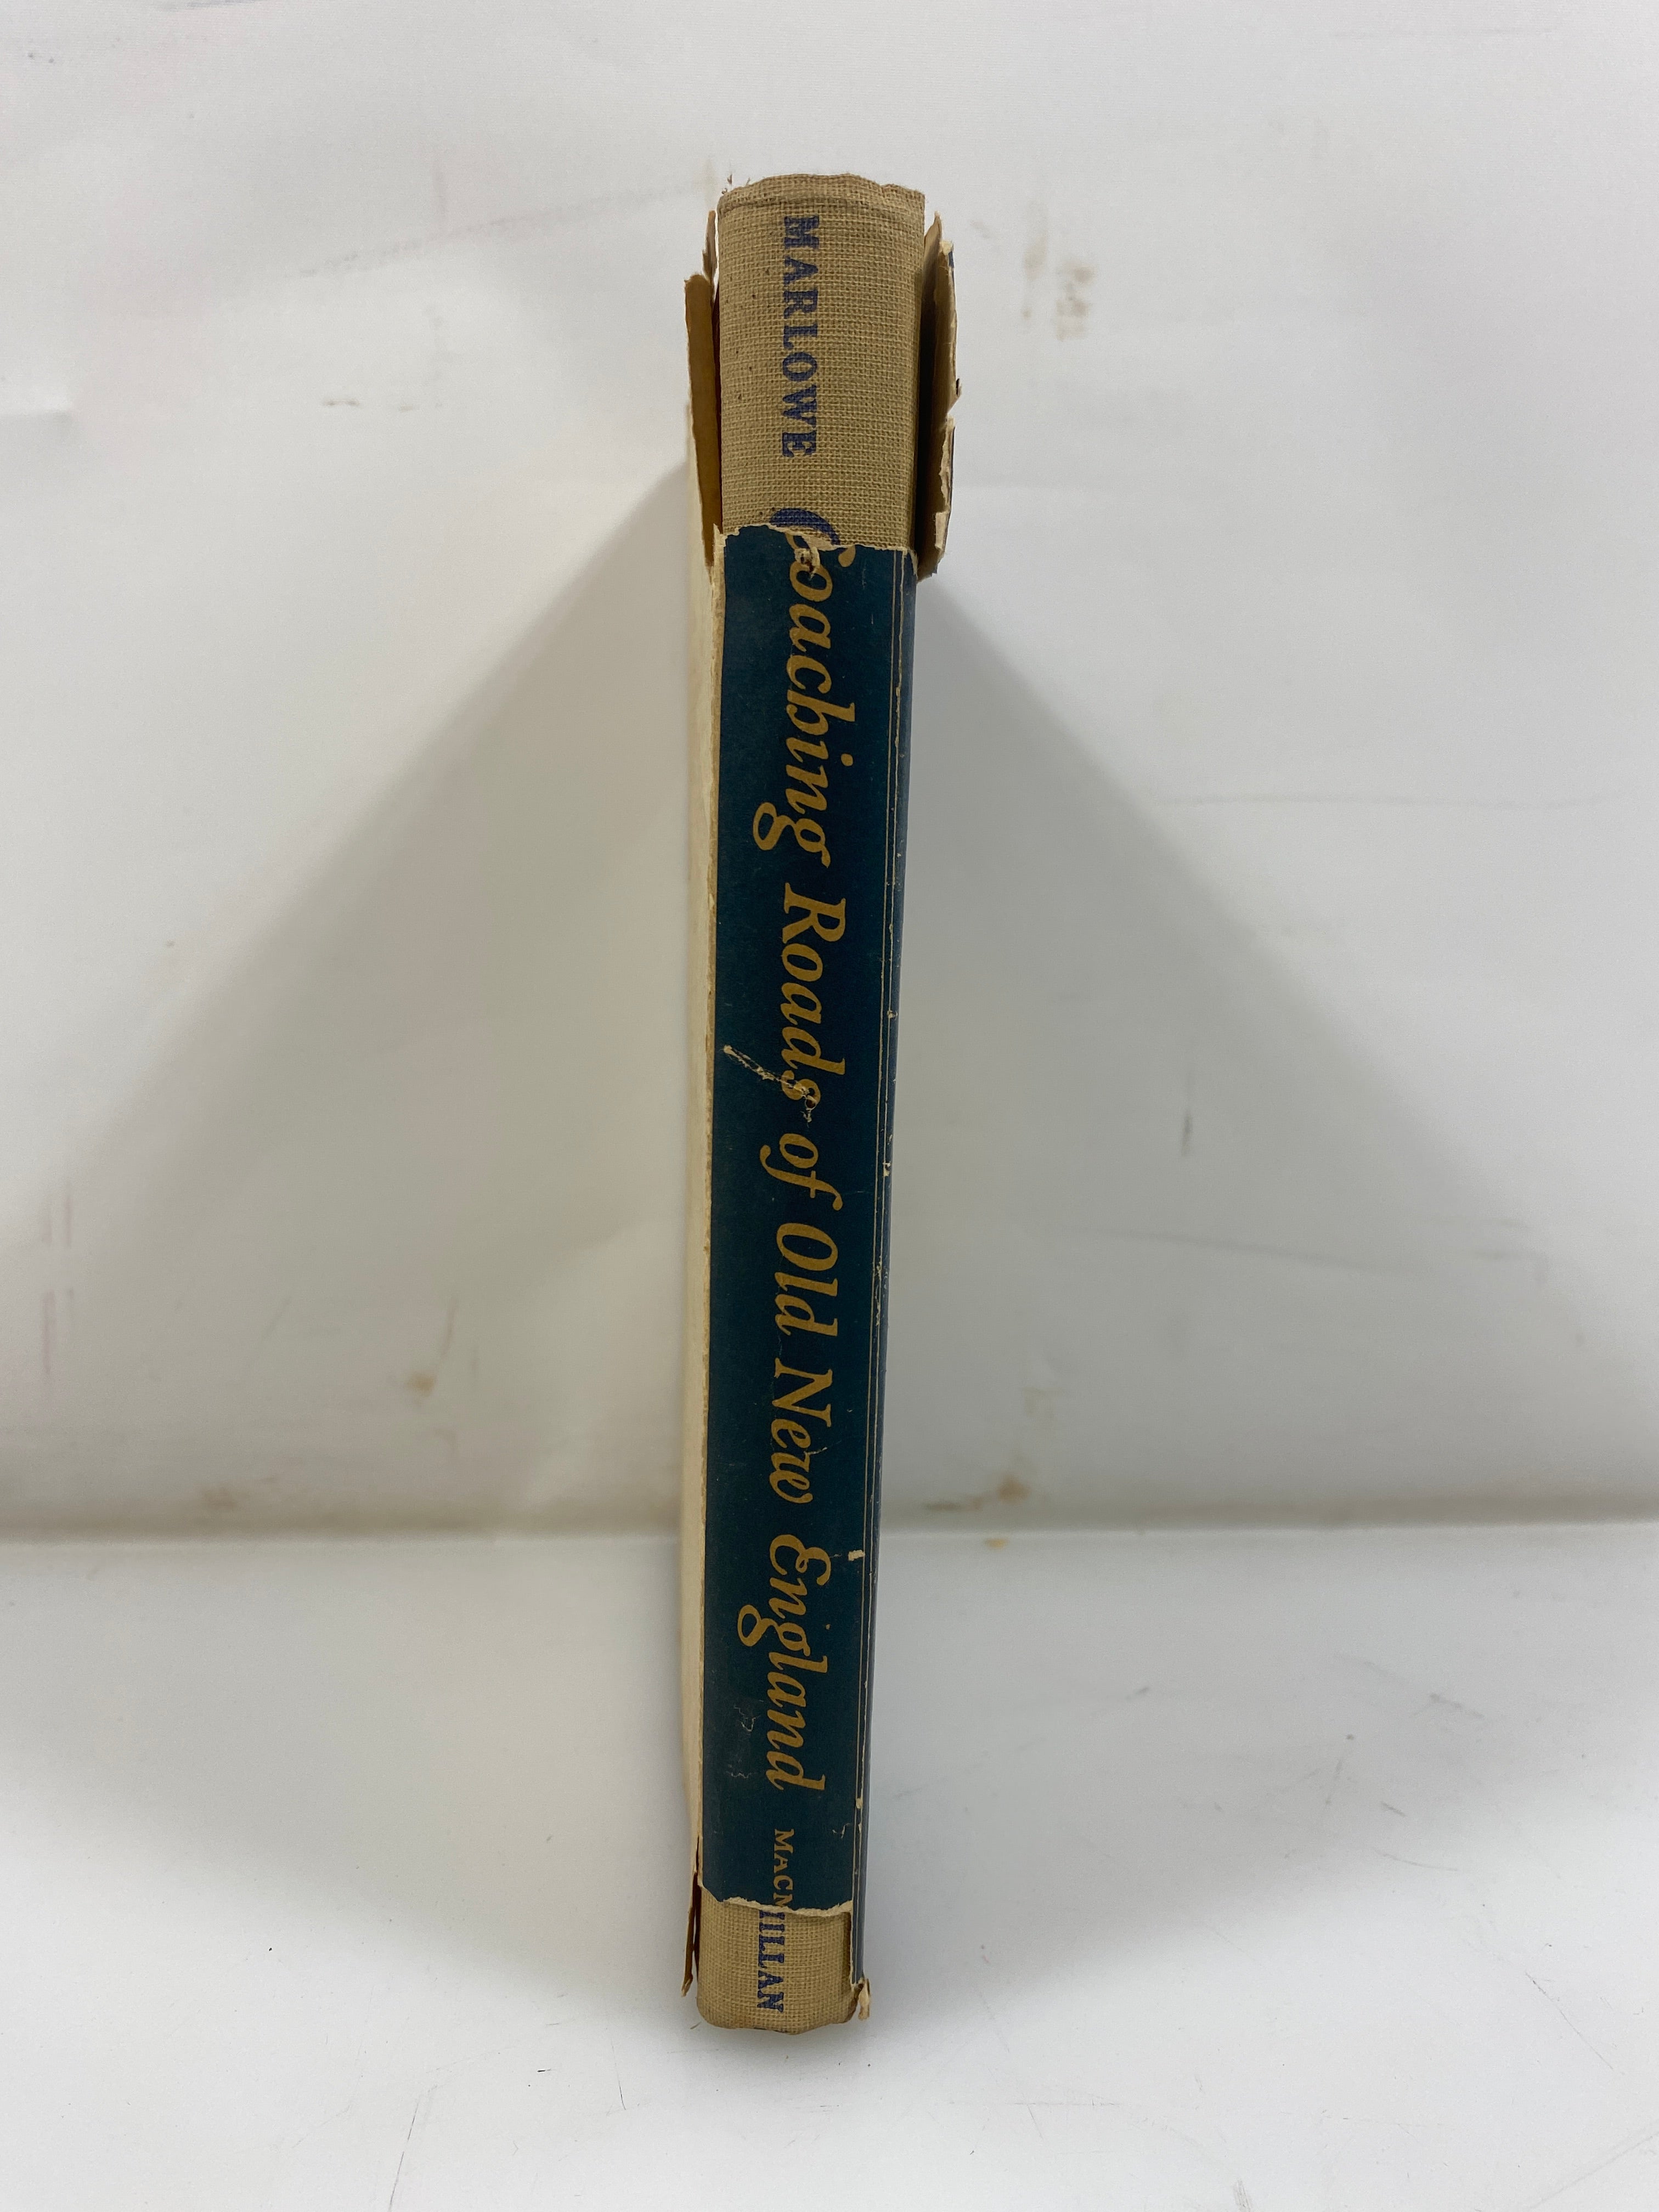 MARLOWE
Coaching Roads of Old New England
MACMILLAN